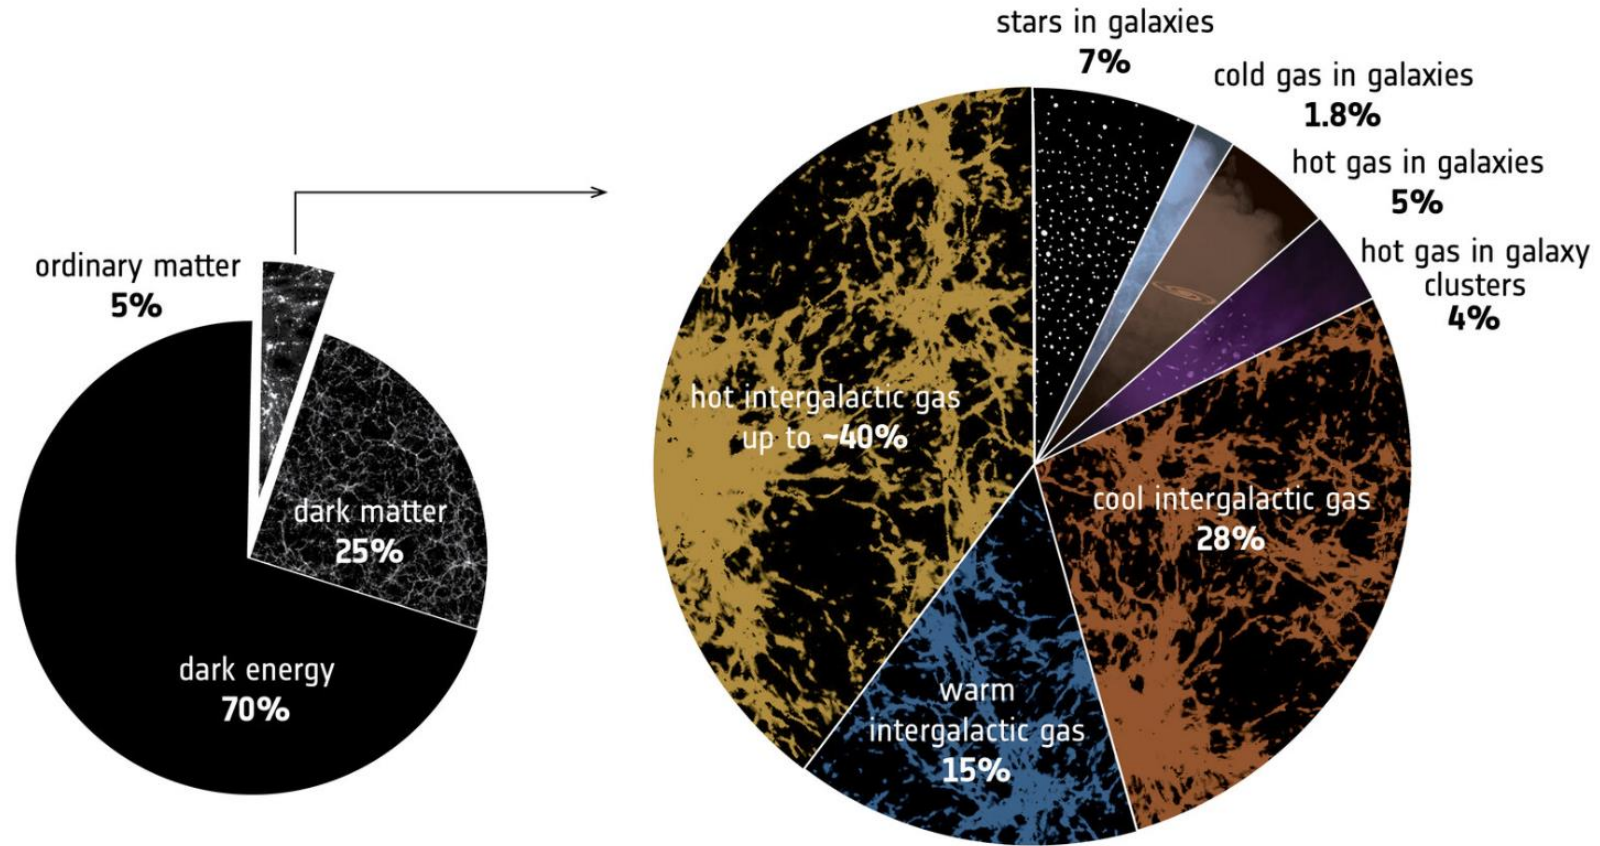 ordinary matter
5%
dark matter
25%
dark energy
70%
stars in galaxies
7%
cold gas in galaxies
1.8%
hot gas in galaxies
5%
hot gas in galaxy
clusters
4%
cool intergalactic gas
28%
warm
intergalactic gas
15%
hot intergalactic gas
up to ~40%